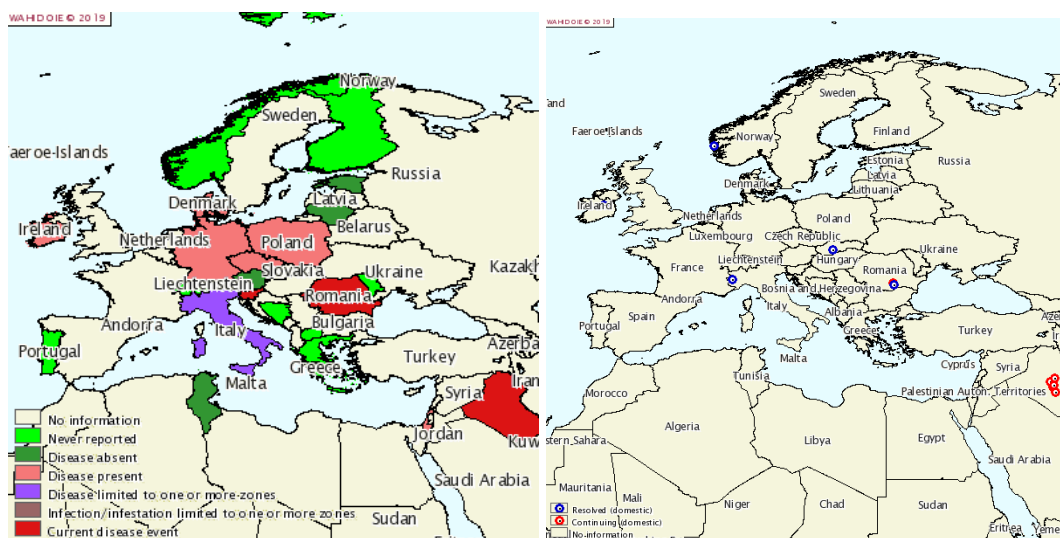 WAHIDOIE © 2019
Norway
Sweden
Faeroe-Islands
Russia
Latvia
Denmark
Ireland
Belarus
Netherlands
Poland
Slovakia
Ukraine
Kazakh
Liechtenstein
Romania
Andorra
Italy
Bulgaria
Portugal
Greece
Turkey
Azerba
Malta
Syria
Iran
No information
Never reported
Jordan
Disease absent
Kuw
Disease present
Saudi Arabia
Disease limited to one or more-zones
Infection/infestation limited to one or more zones
Sudan
Current disease event
WAHIDOIE © 2019
Sweden
and
Faeroe-Islands
Norway
Finland
Russia
Estonia
Latvia
Denmark
Lithuania
Ireland
Netherlands
Poland
Luxembourg
Czech Republic
Ukraine
Liechtenstein
Hungary
France
Romania
Bosnia and Herzegovina
Andorra
Italy
Albania
Portugal
Spain
Greece
Turkey
Aze
Malta
Cyprus
Syria
Tunisia
Palestinian Auton. Territories
Morocco
Algeria
Libya
Egypt
estern_Sahara
Saudi Arabia
Mauritania
Mali
Niger
Chad
Sudan
Resolved (domestic)
Continuing (domestic)
Eritrea
Yeme
No-information